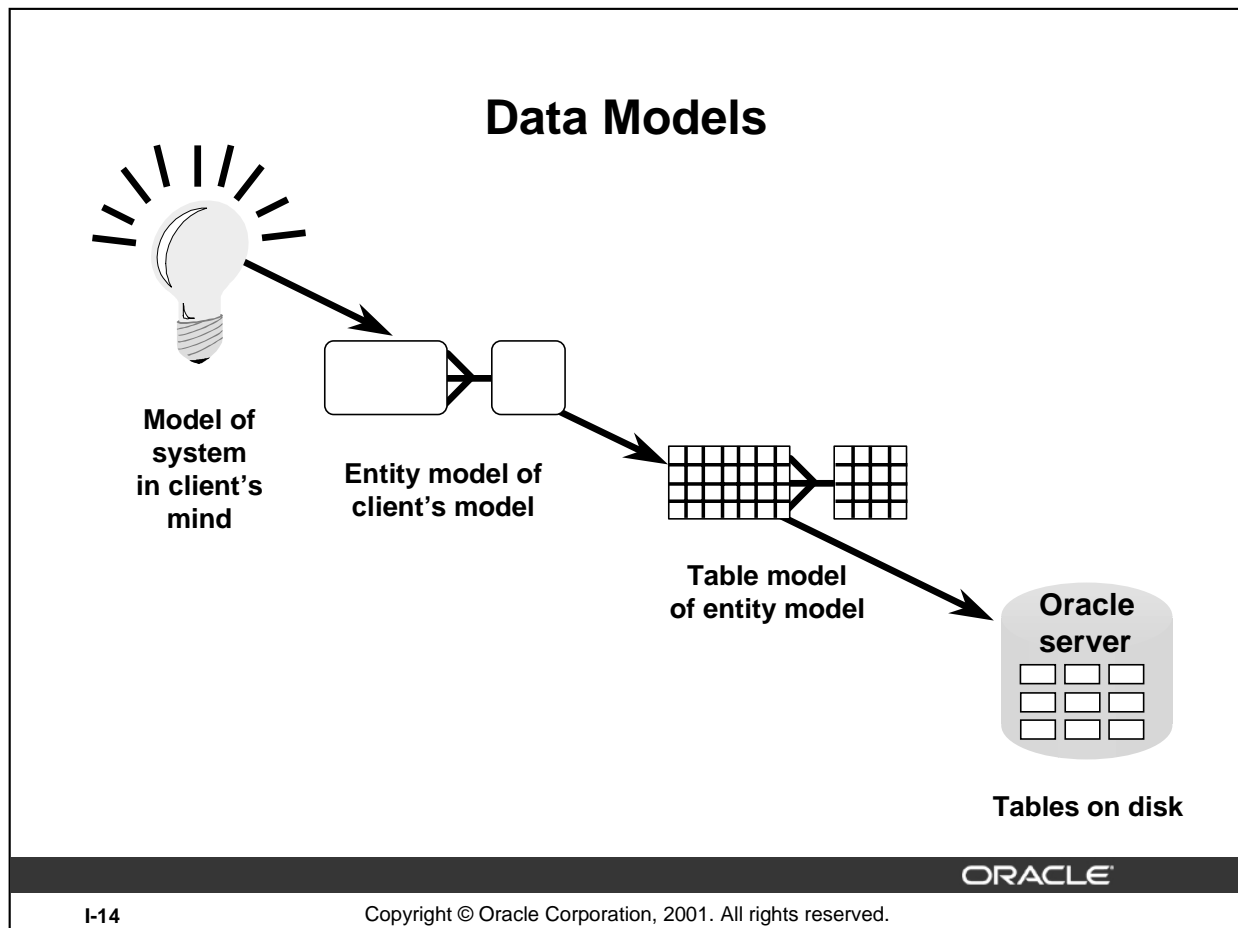 Data Models
Model of
system
in client's
mind
Entity model of
client’s model
Table model
of entity model
Oracle
server
Tables on disk
ORACLE®
I-14
Copyright © Oracle Corporation, 2001. All rights reserved.